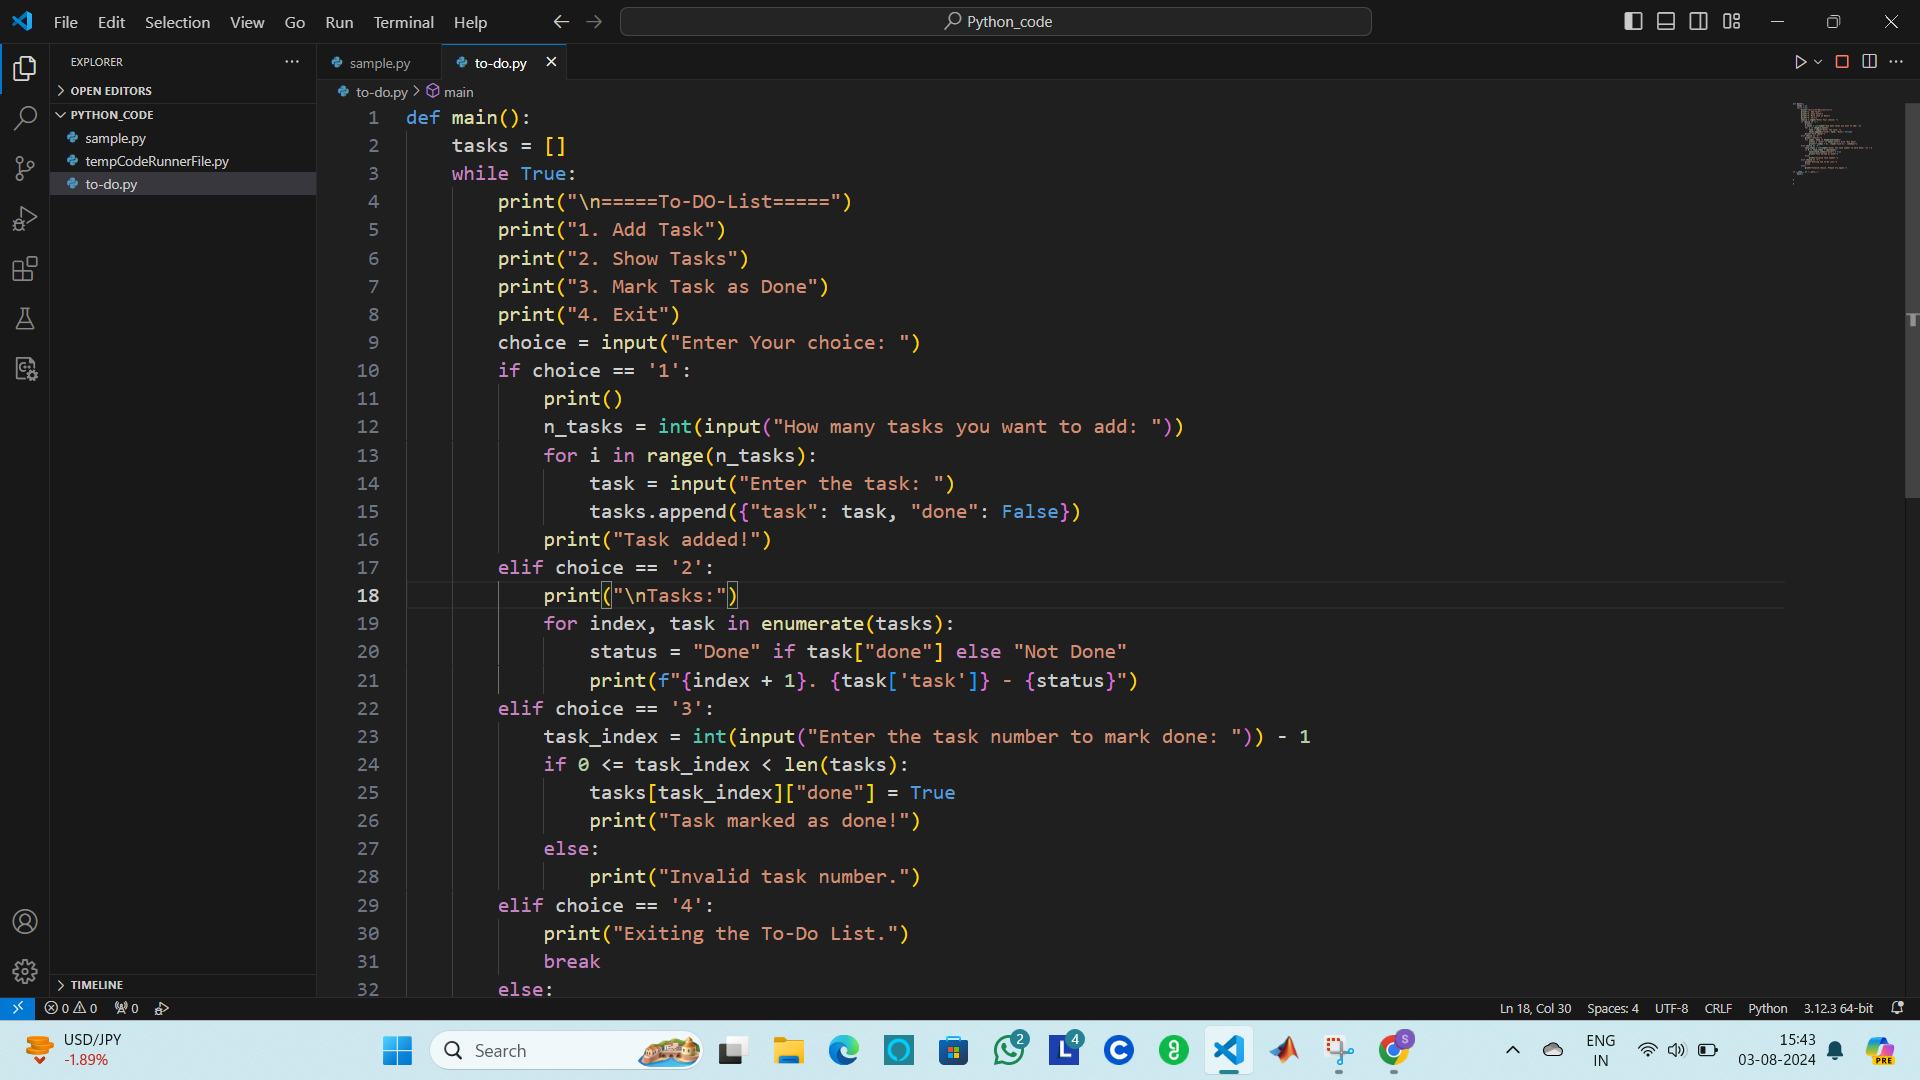 File Edit Selection View Go Run Terminal Help
Python_code
EXPLORER
OPEN EDITORS
PYTHON_CODE
sample.py
tempCodeRunnerFile.py
to-do.py
TIMELINE
sample.py
to-do.py
to-do.py > main
1 def main():
2 tasks = []
3 while True:
4 print("\n=====To-DO-List=====")
5 print("1. Add Task")
6 print("2. Show Tasks")
7 print("3. Mark Task as Done")
8 print("4. Exit")
9 choice = input("Enter Your choice: ")
10 if choice == '1':
11 print()
12 n_tasks = int(input("How many tasks you want to add: "))
13 for i in range(n_tasks):
14 task = input("Enter the task: ")
15 tasks.append({"task": task, "done": False})
16 print("Task added!")
17 elif choice == '2':
18 print("\nTasks:")
19 for index, task in enumerate(tasks):
20 status = "Done" if task["done"] else "Not Done"
21 print(f"{index + 1}. {task['task']} - {status}")
22 elif choice == '3':
23 task_index = int(input("Enter the task number to mark done: ")) - 1
24 if 0 <= task_index < len(tasks):
25 tasks[task_index]["done"] = True
26 print("Task marked as done!")
27 else:
28 print("Invalid task number.")
29 elif choice == '4':
30 print("Exiting the To-Do List.")
31 break
32 else:
0 0 0
Ln 18, Col 30 Spaces: 4 UTF-8 CRLF Python 3.12.3 64-bit
USD/JPY
-1.89%
Search
2
4
S
ENG
IN
15:43
03-08-2024
PRE